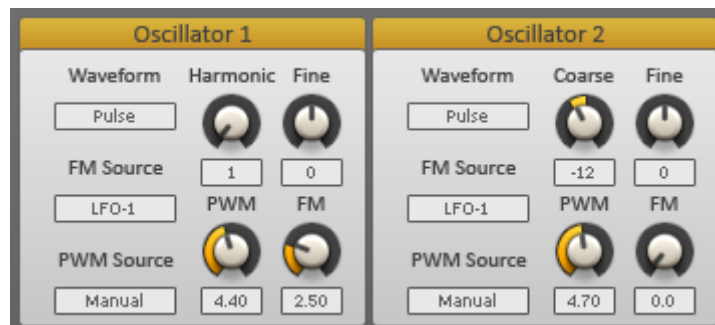 Oscillator 1
Waveform Harmonic Fine
Pulse
FM Source
1 0
LFO-1
PWM FM
PWM Source
Manual 4.40 2.50
Oscillator 2
Waveform Coarse Fine
Pulse
FM Source
-12 0
LFO-1
PWM FM
PWM Source
Manual 4.70 0.0